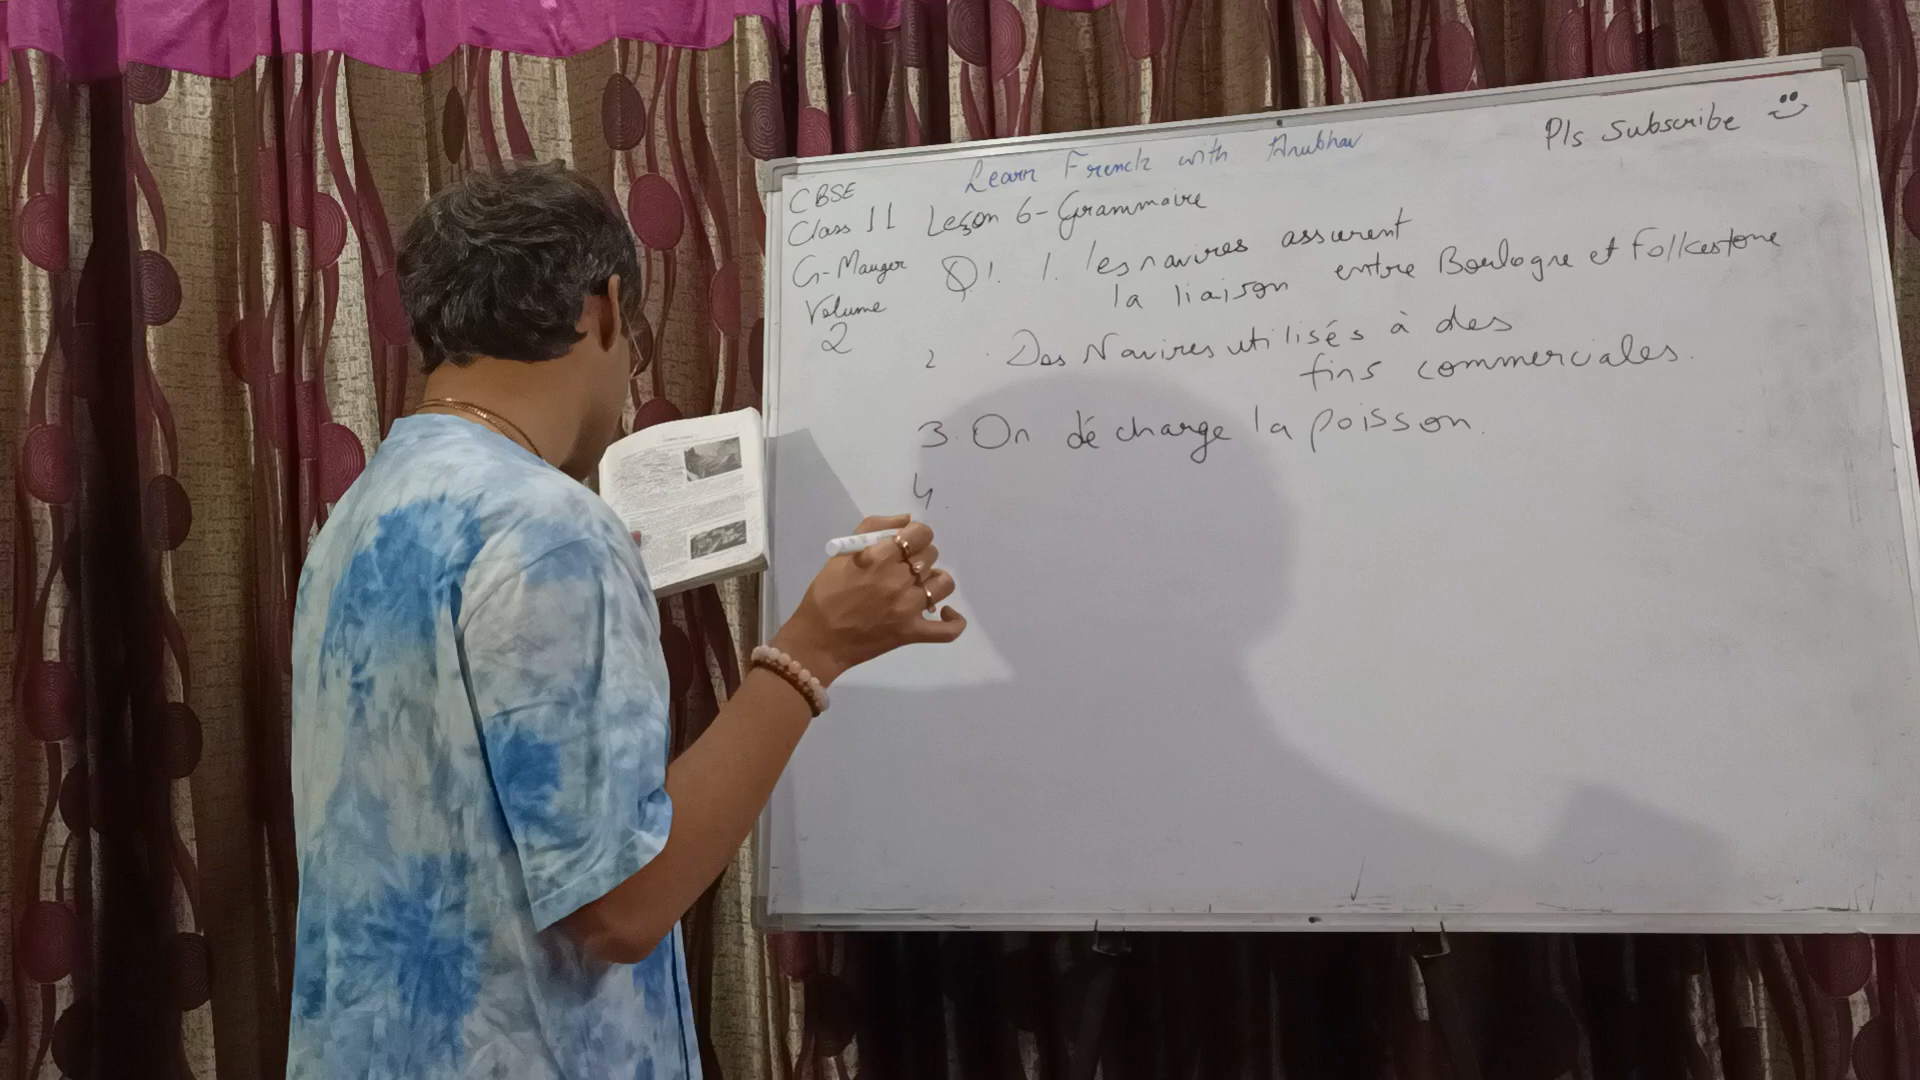 Learn French with Anubhav
Pls Subscribe
CBSE
Class 11
G-Mauger
Volume
2
Leçon 6- Grammaire
Q1. 1. les navires assurent
la liaison entre Boulogne et Folkestone
2. Des Navires utilisés à des
fins commerciales.
3. On décharge la poisson.
4.